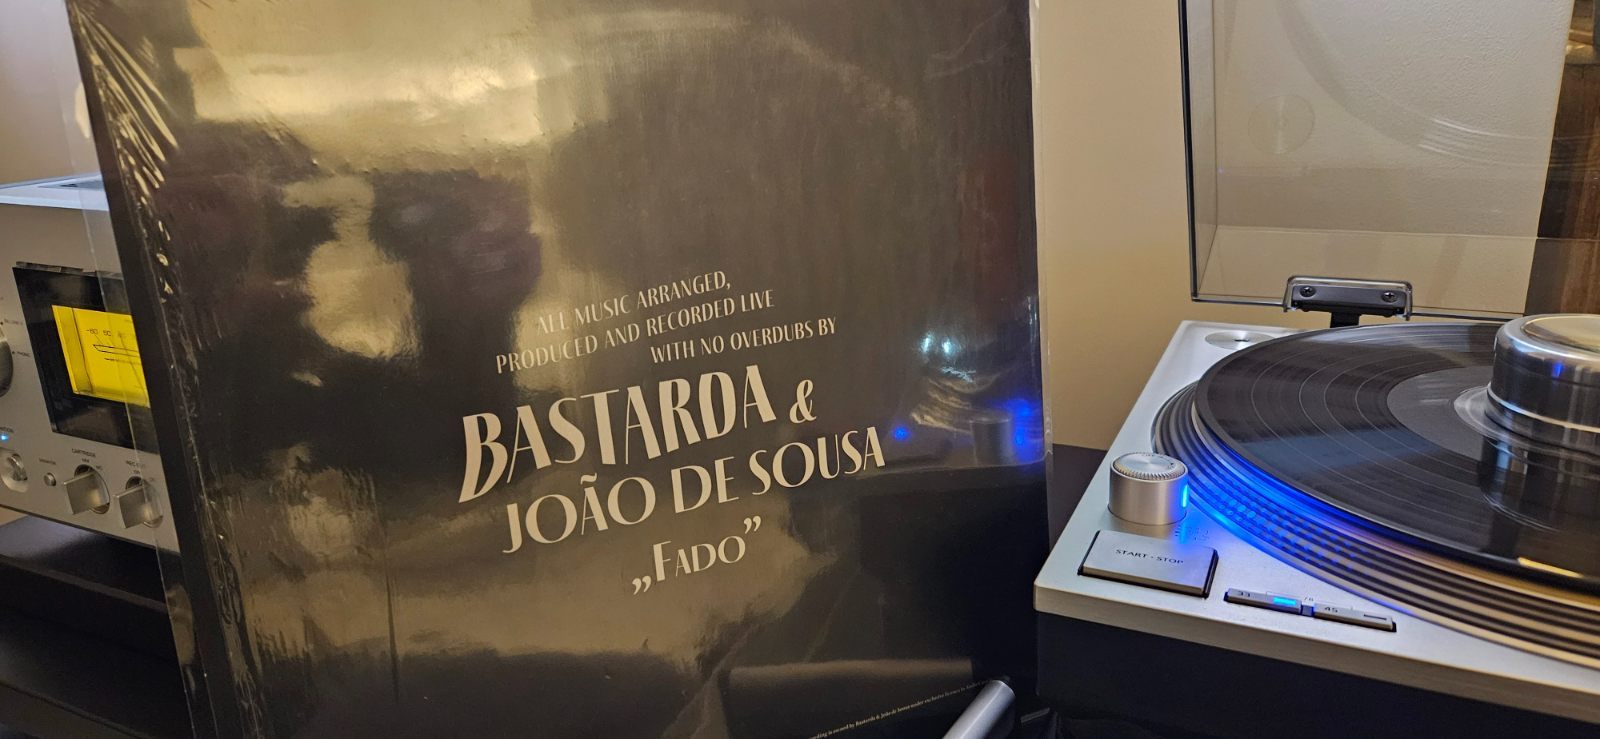 ALL MUSIC ARRANGED,
PRODUCED AND RECORDED LIVE
WITH NO OVERDUBS BY
BASTARDA &
JOÃO DE SOUSA
„FADO”
START • STOP
33
78
45
CARTRIDGE